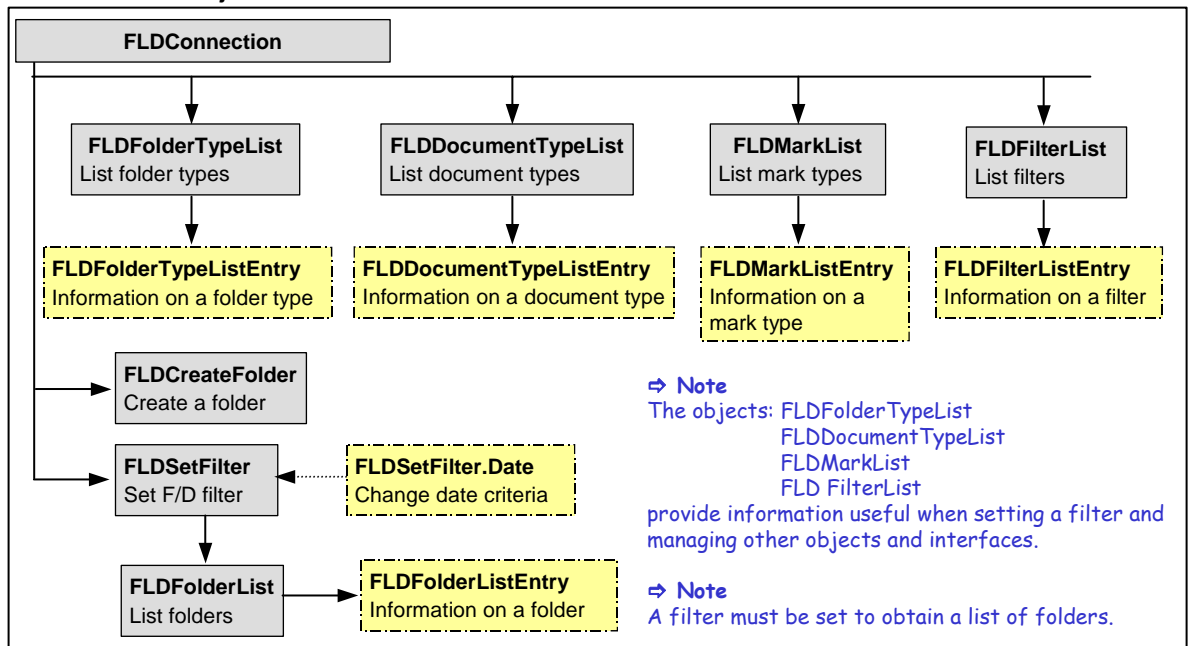 FLDConnection
FLDFolderTypeList
List folder types
FLDDocumentTypeList
List document types
FLDMarkList
List mark types
FLDFilterList
List filters
FLDFolderTypeListEntry
Information on a folder type
FLDDocumentTypeListEntry
Information on a document type
FLDMarkListEntry
Information on a
mark type
FLDFilterListEntry
Information on a filter
FLDCreateFolder
Create a folder
FLDSetFilter
Set F/D filter
FLDSetFilter.Date
Change date criteria
FLDFolderList
List folders
FLDFolderListEntry
Information on a folder
⇨ Note
The objects: FLDFolderTypeList
FLDDocumentTypeList
FLDMarkList
FLD FilterList
provide information useful when setting a filter and
managing other objects and interfaces.
⇨ Note
A filter must be set to obtain a list of folders.